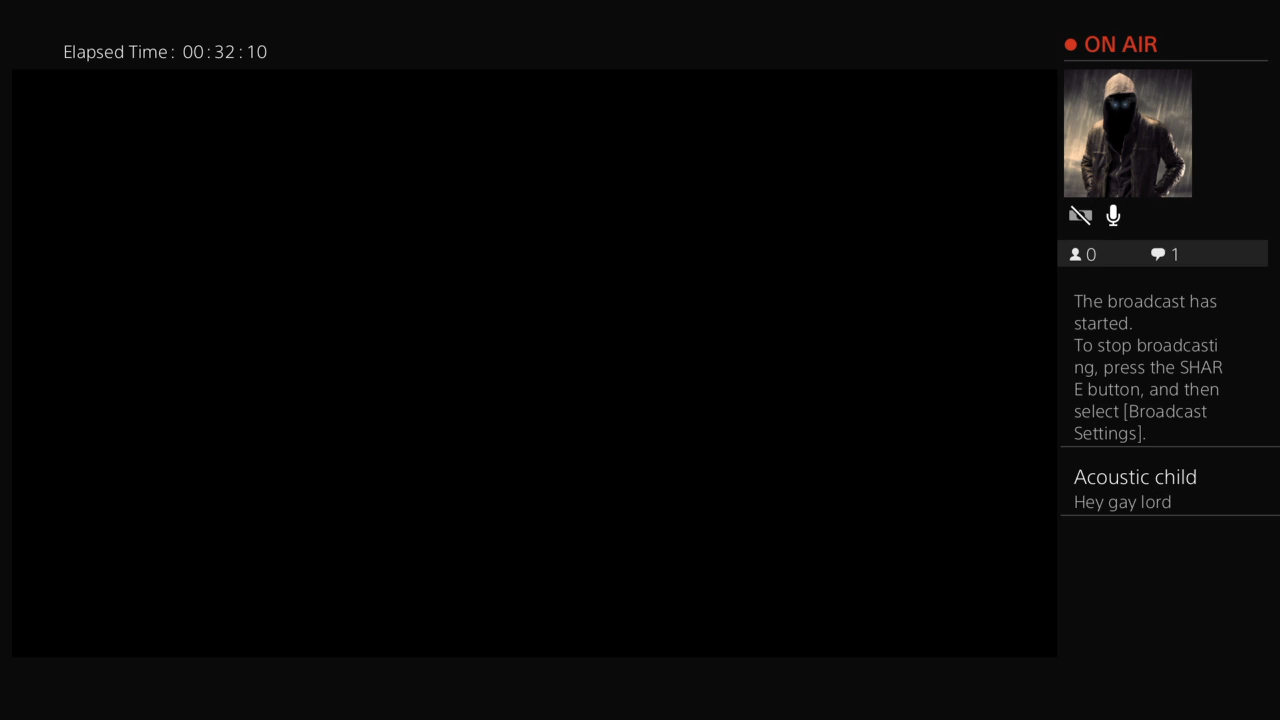 Elapsed Time: 00:32:10
ON AIR
0 1
The broadcast has
started.
To stop broadcasti
ng, press the SHAR
E button, and then
select [Broadcast
Settings].
Acoustic child
Hey gay lord